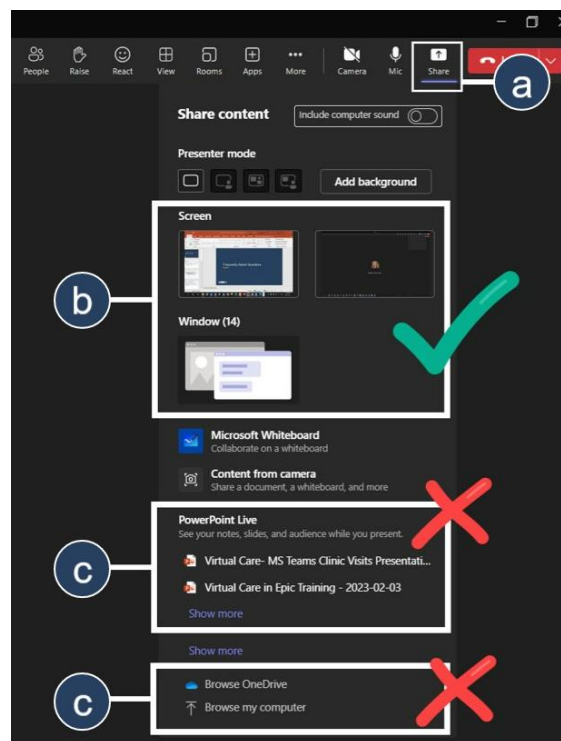 People Raise React View Rooms Apps More Camera Mic Share
a
Share content Include computer sound
Presenter mode
Add background
Screen
b
Window (14)
Microsoft Whiteboard
Collaborate on a whiteboard
Content from camera
Share a document, a whiteboard, and more
PowerPoint Live
See your notes, slides, and audience while you present.
c
Virtual Care- MS Teams Clinic Visits Presentati...
Virtual Care in Epic Training - 2023-02-03
Show more
Show more
c
Browse OneDrive
Browse my computer